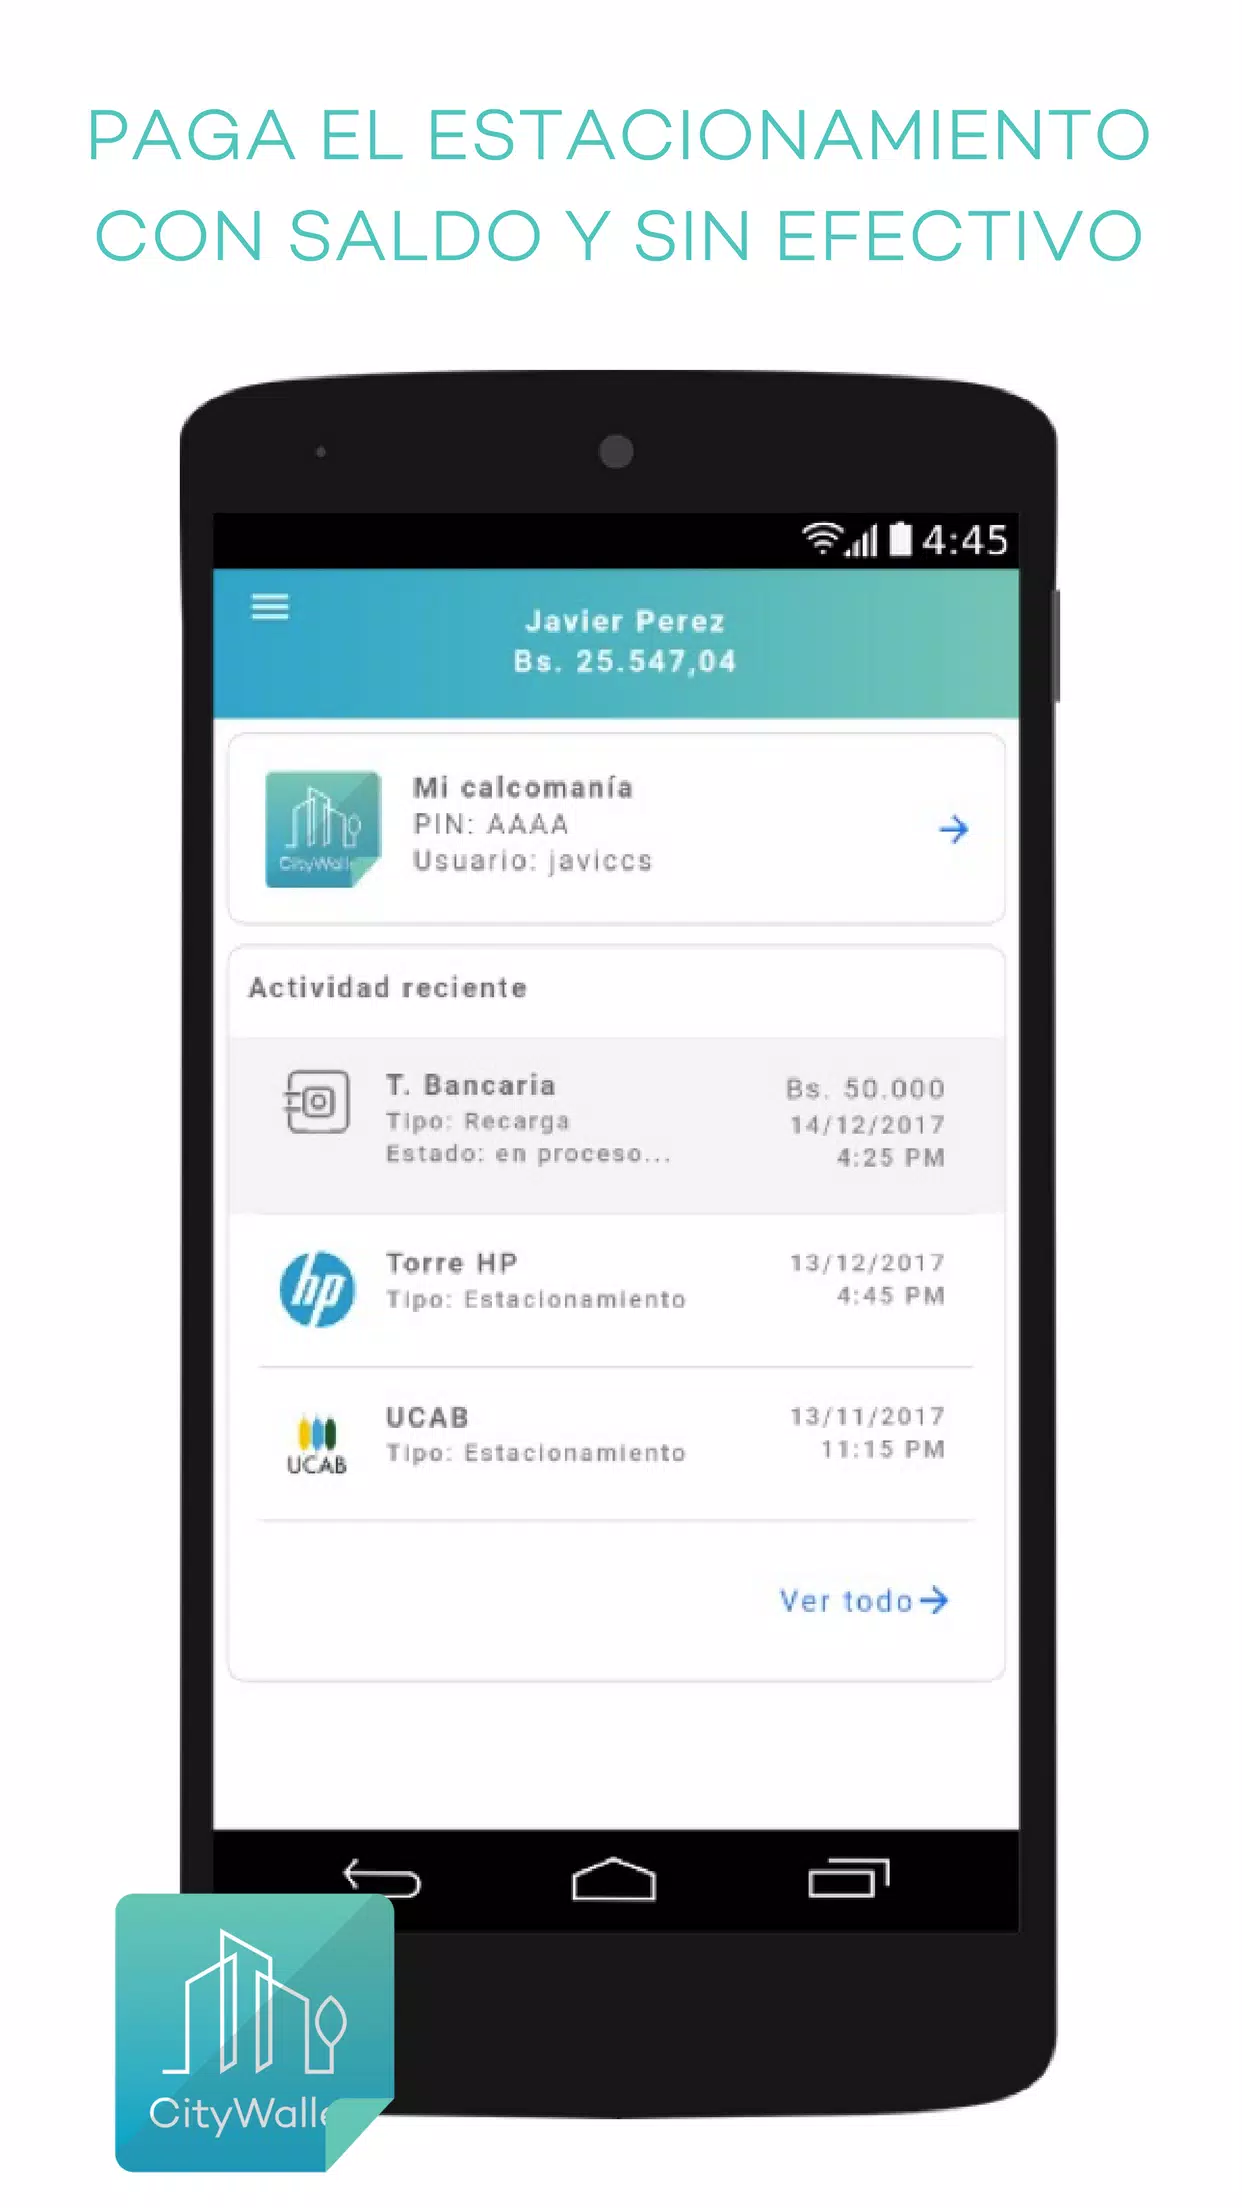 PAGA EL ESTACIONAMIENTO
CON SALDO Y SIN EFECTIVO
4:45
Javier Perez
Bs. 25.547,04
CityWall
Mi calcomanía
PIN: AAAA
Usuario: javiccs
Actividad reciente
T. Bancaria
Bs. 50.000
Tipo: Recarga
14/12/2017
Estado: en proceso...
4:25 PM
hp
Torre HP
13/12/2017
Tipo: Estacionamiento
4:45 PM
UCAB
UCAB
13/11/2017
Tipo: Estacionamiento
11:15 PM
Ver todo
CityWalle